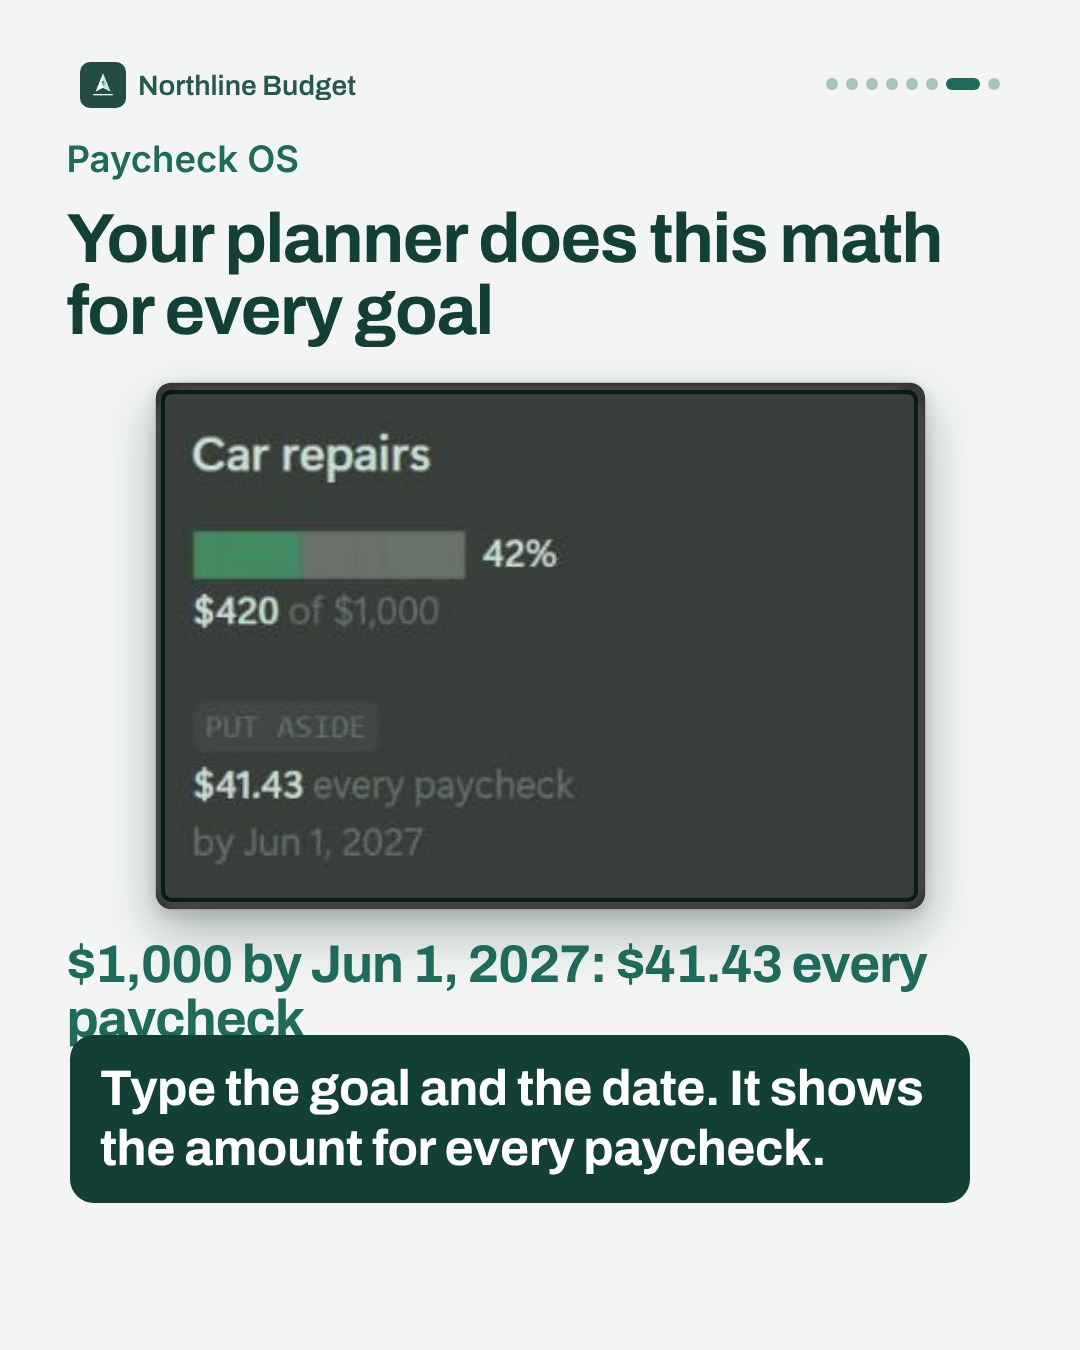 Northline Budget
Paycheck OS
Your planner does this math
for every goal
Car repairs
42%
$420 of $1,000
PUT ASIDE
$41.43 every paycheck
by Jun 1, 2027
$1,000 by Jun 1, 2027: $41.43 every
paycheck
Type the goal and the date. It shows
the amount for every paycheck.